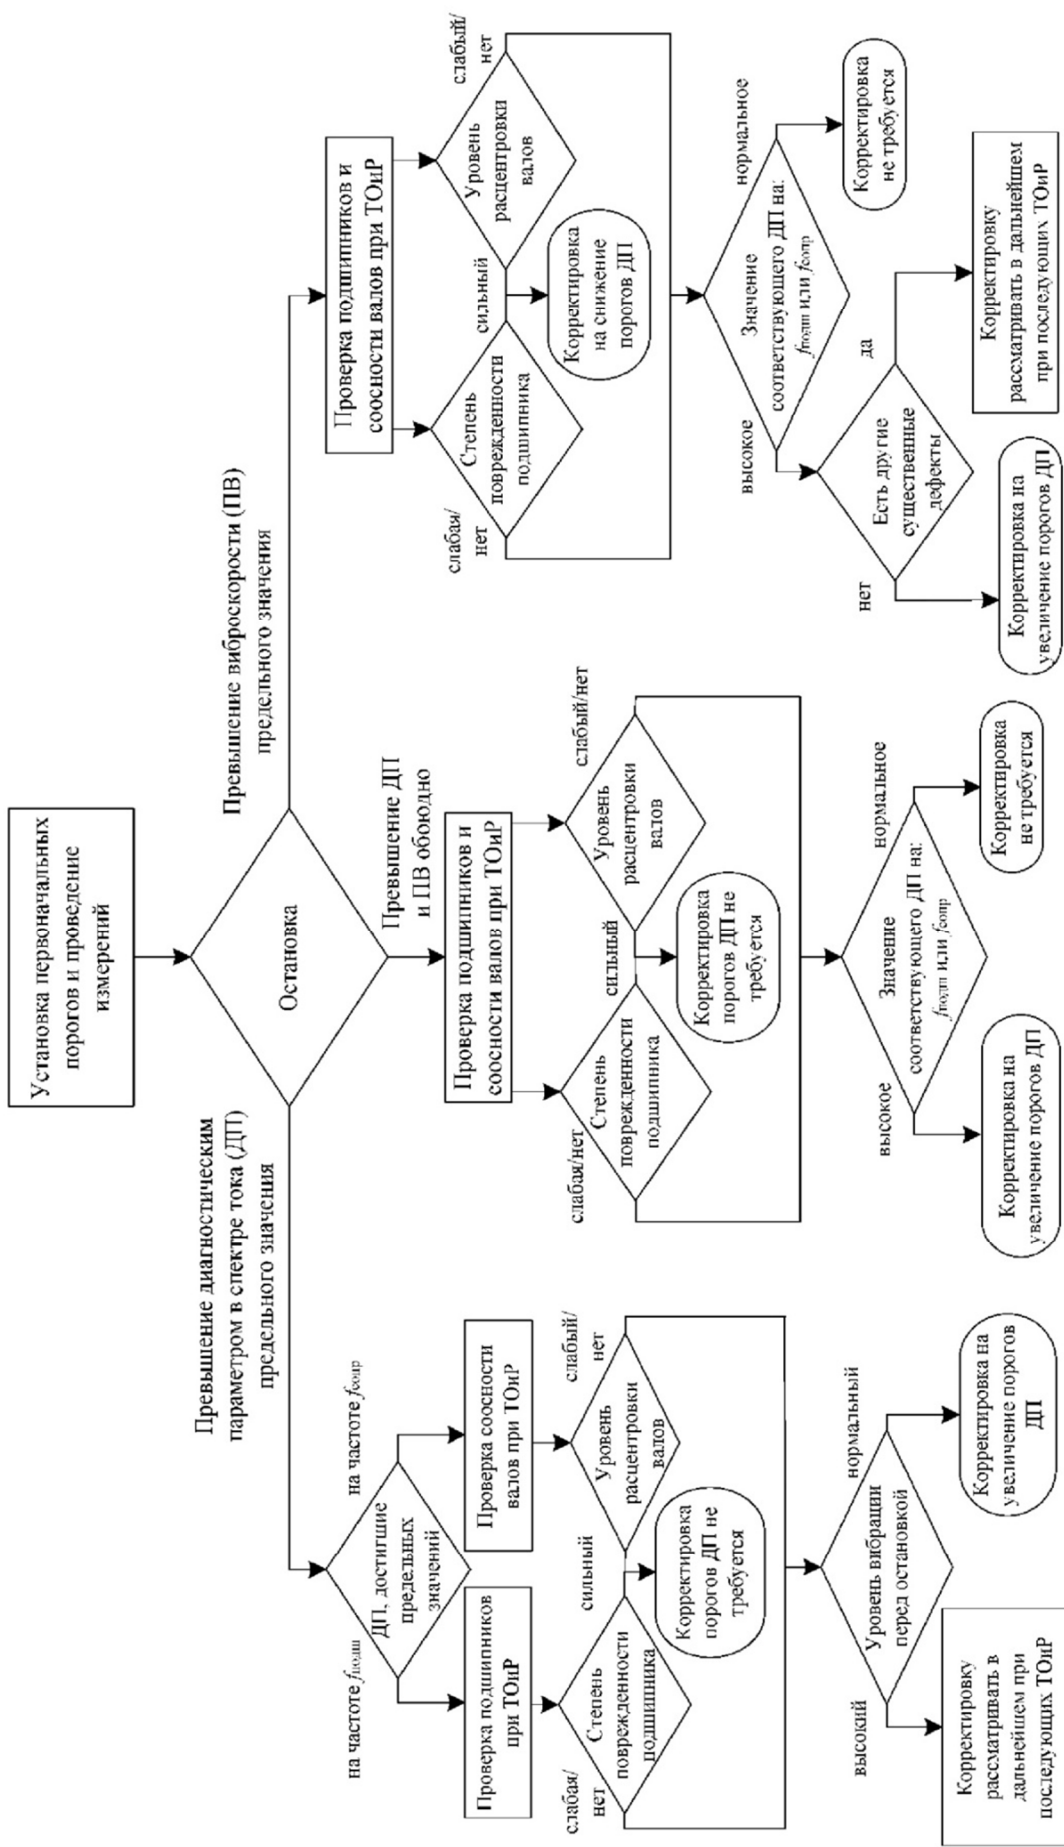 Установка первоначальных
порогов и проведение
измерений
Остановка
Превышение диагностическим
параметром в спектре тока (ДП)
предельного значения
Превышение ДП
и ПВ обоюдно
Превышение виброскорости (ПВ)
предельного значения
на частоте fподш
ДП, достигшие
предельных
значений
на частоте fсопр
Проверка подшипников
при ТОиР
Проверка соосности
валов при ТОиР
слабая/
нет
Степень
поврежденности
подшипника
сильный
Уровень
расцентровки
валов
слабый/
нет
Корректировка
порогов ДП не
требуется
высокий
Уровень вибрации
перед остановкой
нормальный
Корректировку
рассматривать в
дальнейшем при
последующих ТОиР
Корректировка на
увеличение порогов
ДП
Проверка подшипников и
соосности валов при ТОиР
слабая/нет
Степень
поврежденности
подшипника
сильный
Уровень
расцентровки
валов
слабый/нет
Корректировка
порогов ДП не
требуется
высокое
Значение
соответствующего ДП на:
fподш или fсопр
нормальное
Корректировка на
увеличение порогов ДП
Корректировка
не требуется
Проверка подшипников и
соосности валов при ТОиР
слабая/
нет
Степень
поврежденности
подшипника
сильный
Уровень
расцентровки
валов
слабый/
нет
Корректировка
на снижение
порогов ДП
высокое
Значение
соответствующего ДП на:
fподш или fсопр
нормальное
Корректировка
не требуется
нет
Есть другие
существенные
дефекты
да
Корректировка на
увеличение порогов ДП
Корректировку
рассматривать в дальнейшем
при последующих ТОиР